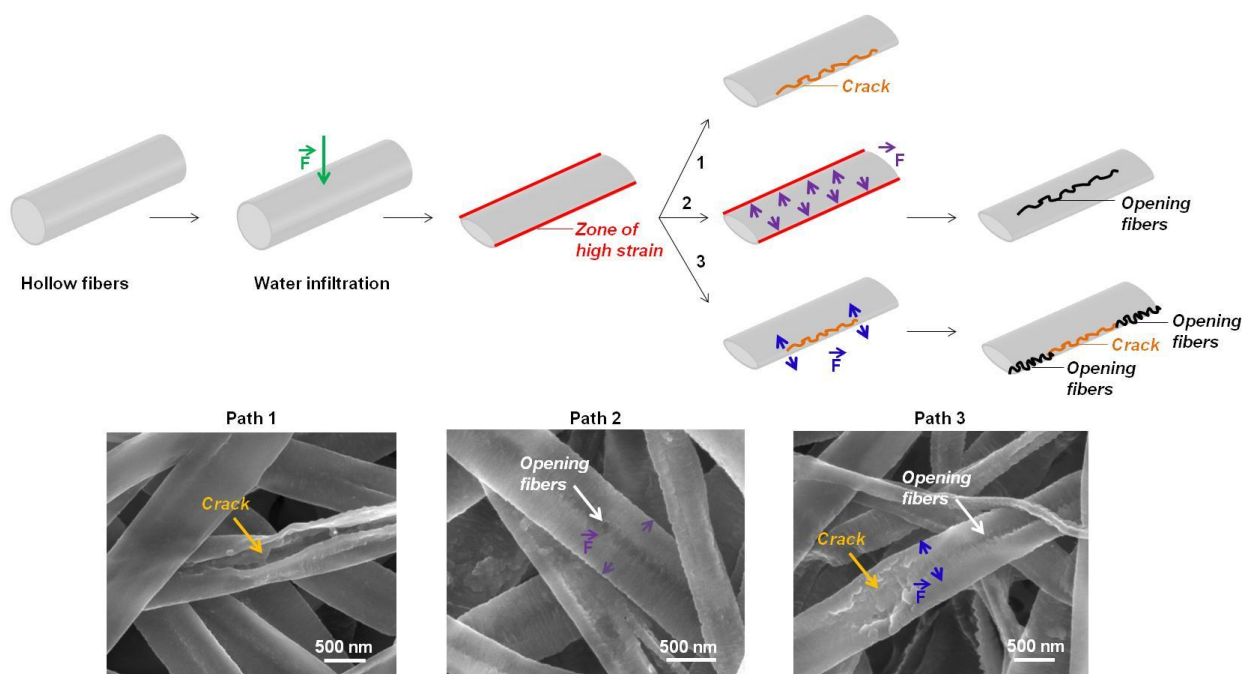 Crack
F
F
1
2
3
Zone of
high strain
Opening
fibers
Hollow fibers
Water infiltration
F
Opening
fibers
Crack
Opening
fibers
Path 1
Path 2
Path 3
Crack
500 nm
Opening
fibers
F
500 nm
Opening
fibers
Crack
F
500 nm